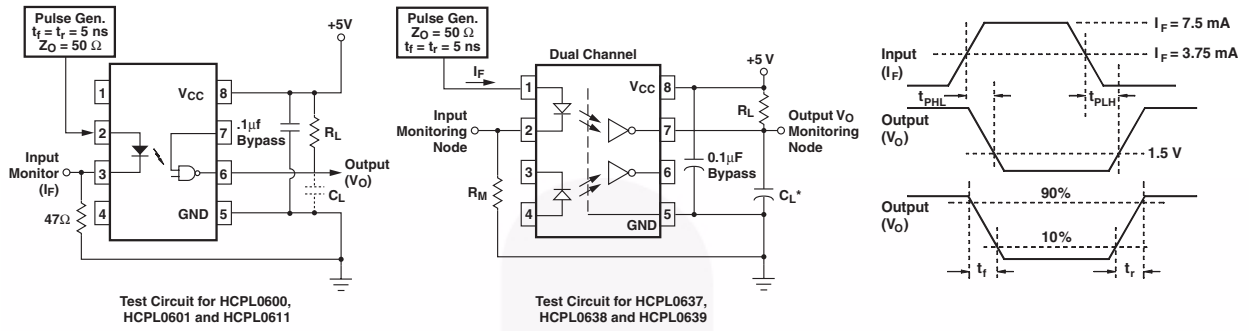 Pulse Gen.
tf = tr = 5 ns
ZO = 50 Ω
+5V
1
2
3
4
VCC
GND
8
7
6
5
.1μf
Bypass
RL
CL
Input
Monitor
(IF)
47Ω
Output
(VO)
Test Circuit for HCPL0600,
HCPL0601 and HCPL0611
Pulse Gen.
ZO = 50 Ω
tf = tr = 5 ns
IF
Dual Channel
+5 V
1
2
3
4
VCC
GND
8
7
6
5
RL
Input
Monitoring
Node
RM
0.1μF
Bypass
CL*
Output VO
Monitoring
Node
Test Circuit for HCPL0637,
HCPL0638 and HCPL0639
Input
(IF)
IF = 7.5 mA
IF = 3.75 mA
tPHL
tPLH
Output
(VO)
1.5 V
Output
(VO)
90%
10%
tf
tr